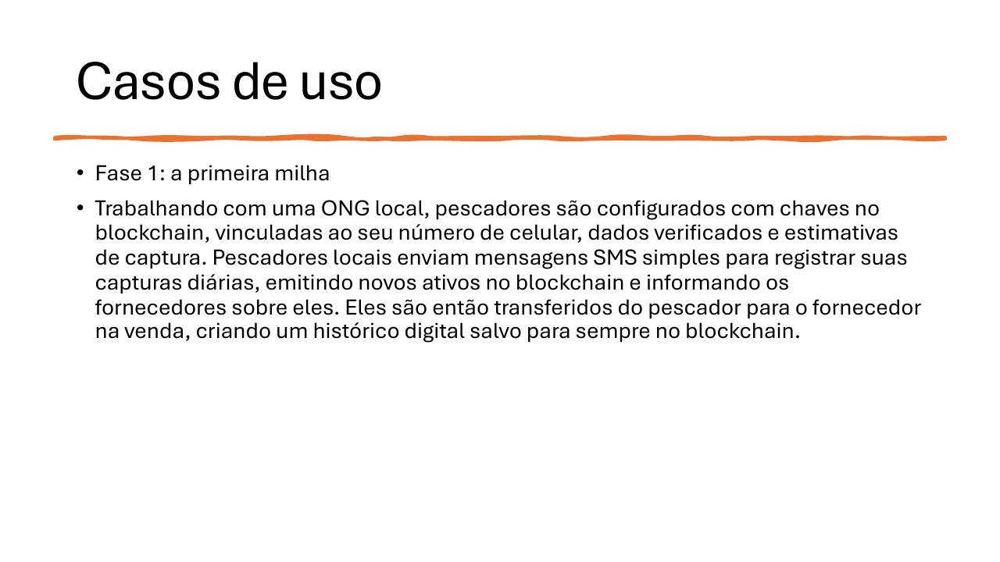 Casos de uso
• Fase 1: a primeira milha
• Trabalhando com uma ONG local, pescadores são configurados com chaves no
blockchain, vinculadas ao seu número de celular, dados verificados e estimativas
de captura. Pescadores locais enviam mensagens SMS simples para registrar suas
capturas diárias, emitindo novos ativos no blockchain e informando os
fornecedores sobre eles. Eles são então transferidos do pescador para o fornecedor
na venda, criando um histórico digital salvo para sempre no blockchain.